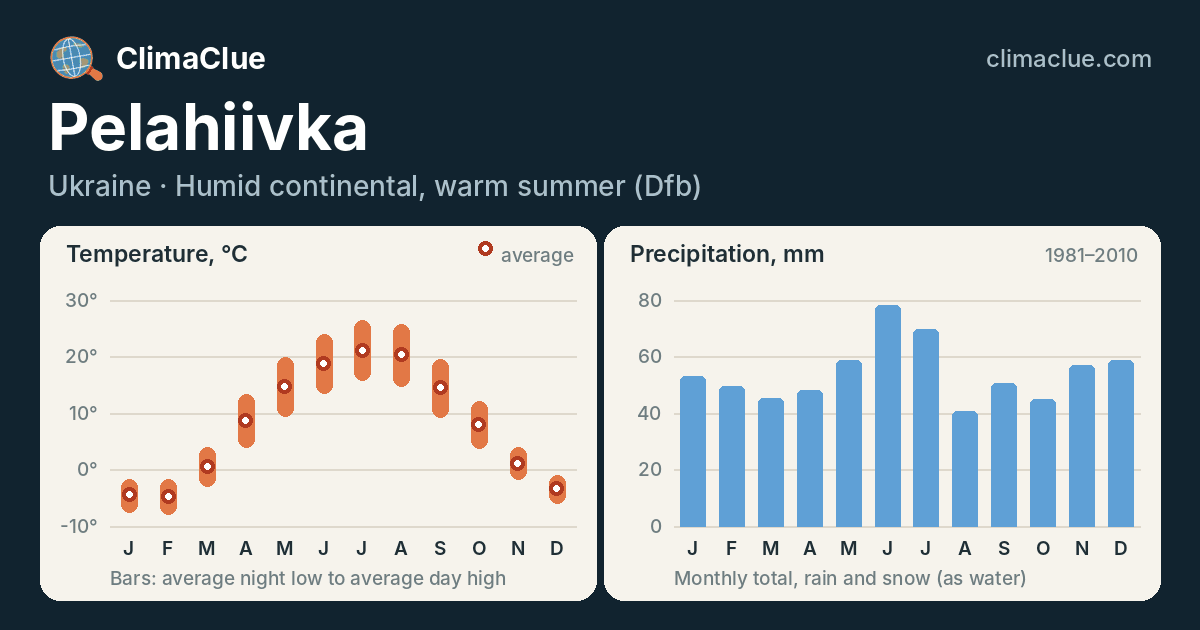 ClimaClue
climaclue.com
Pelahiivka
Ukraine · Humid continental, warm summer (Dfb)
Temperature, °C
average
30°
20°
10°
0°
-10°
J F M A M J J A S O N D
Bars: average night low to average day high
Precipitation, mm
1981–2010
80
60
40
20
0
J F M A M J J A S O N D
Monthly total, rain and snow (as water)